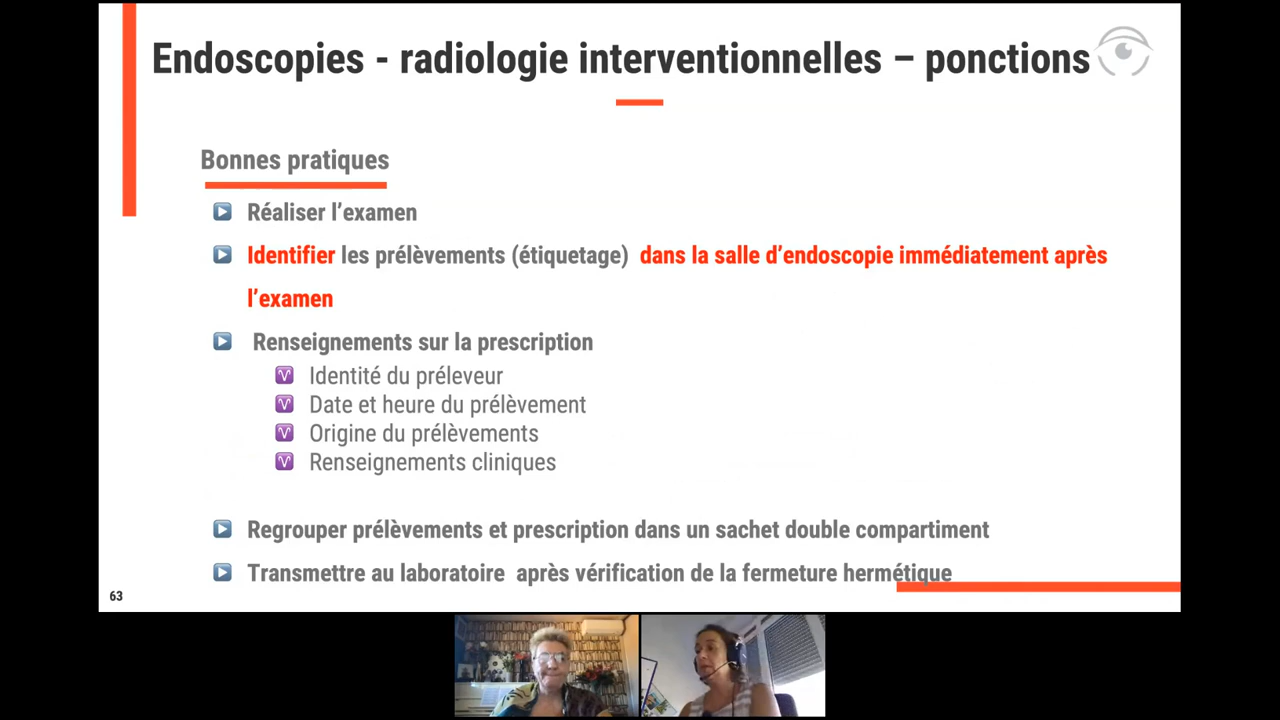 Endoscopies - radiologie interventionnelles – ponctions
Bonnes pratiques
Réaliser l’examen
Identifier les prélèvements (étiquetage) dans la salle d’endoscopie immédiatement après
l’examen
Renseignements sur la prescription
Identité du préleveur
Date et heure du prélèvement
Origine du prélèvements
Renseignements cliniques
Regrouper prélèvements et prescription dans un sachet double compartiment
Transmettre au laboratoire après vérification de la fermeture hermétique
63